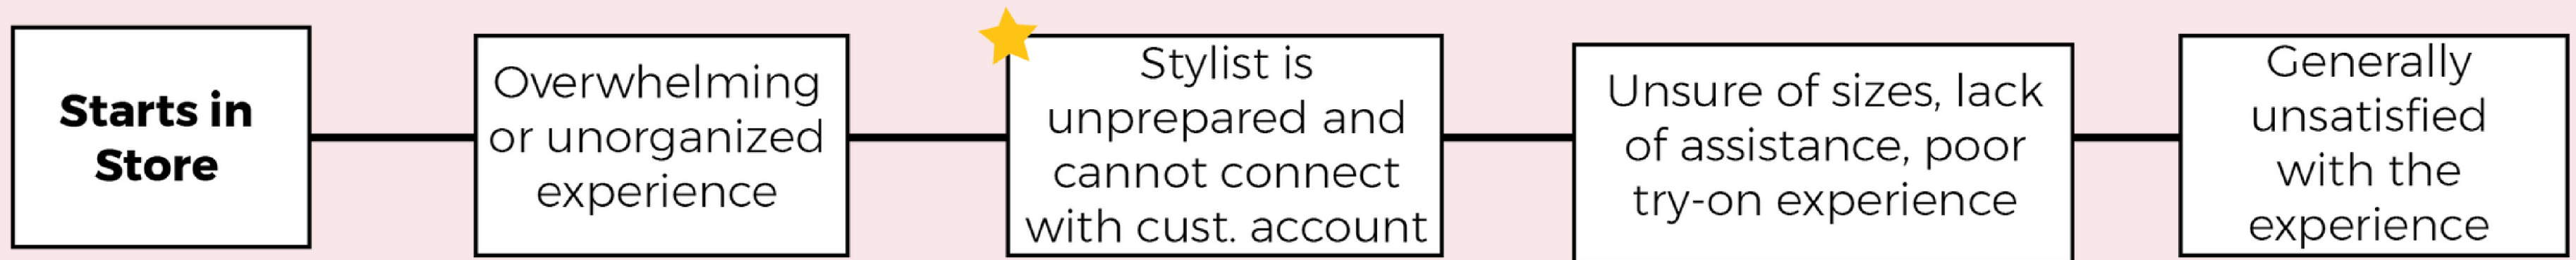 Starts in
Store
Overwhelming
or unorganized
experience
Stylist is
unprepared and
cannot connect
with cust. account
Unsure of sizes, lack
of assistance, poor
try-on experience
Generally
unsatisfied
with the
experience